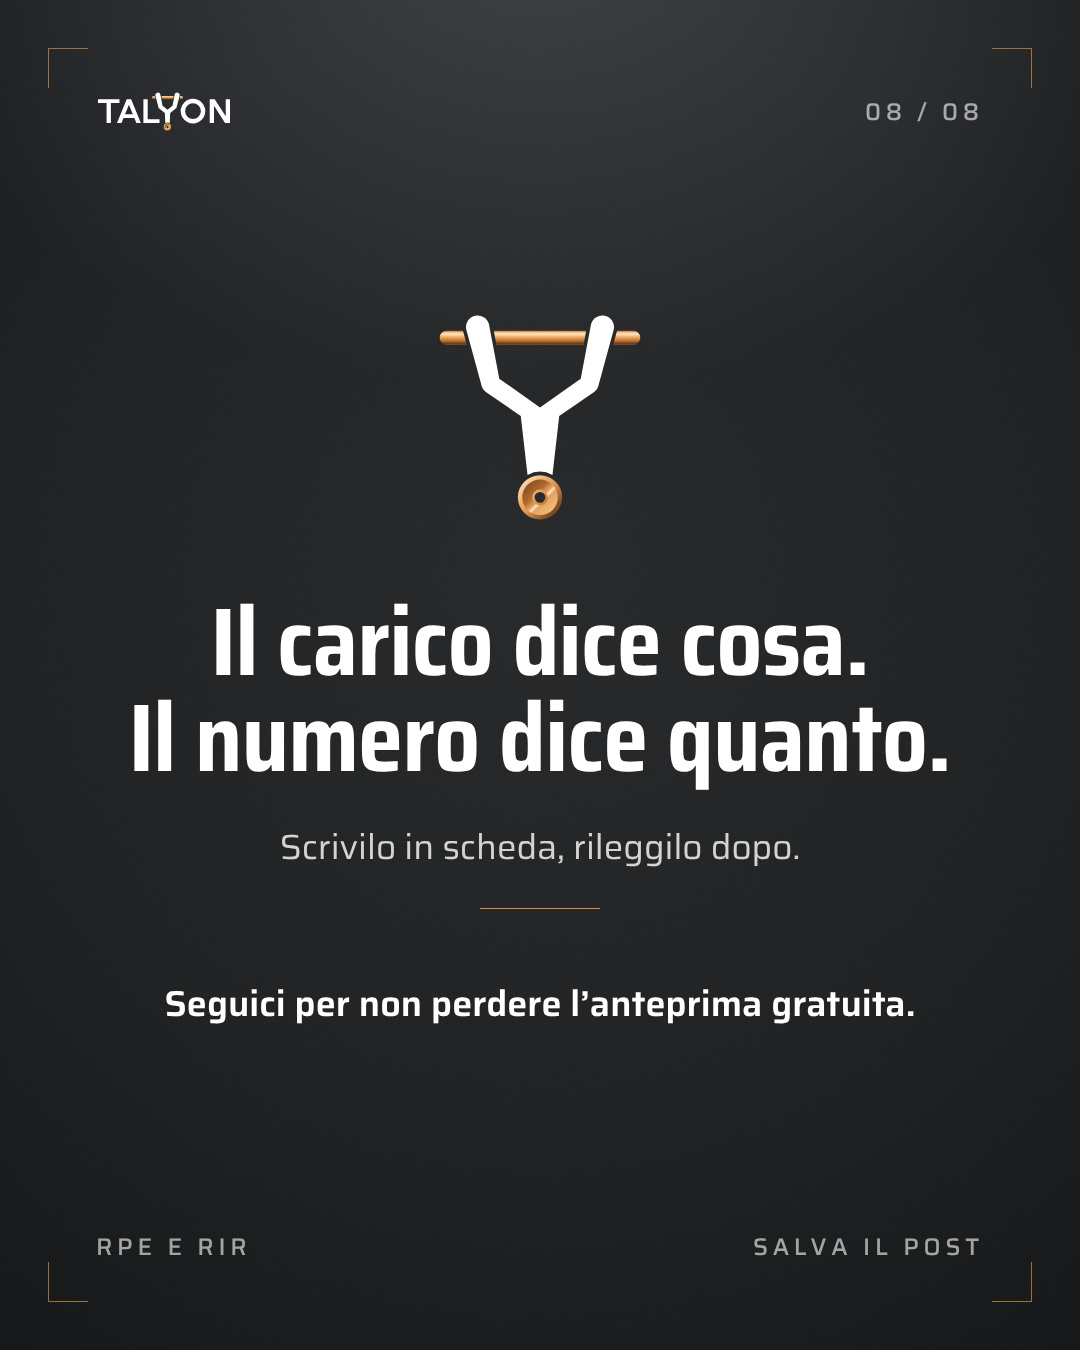 TALYON
08 / 08
Il carico dice cosa.
Il numero dice quanto.
Scrivilo in scheda, rileggilo dopo.
Seguici per non perdere l’anteprima gratuita.
RPE E RIR
SALVA IL POST